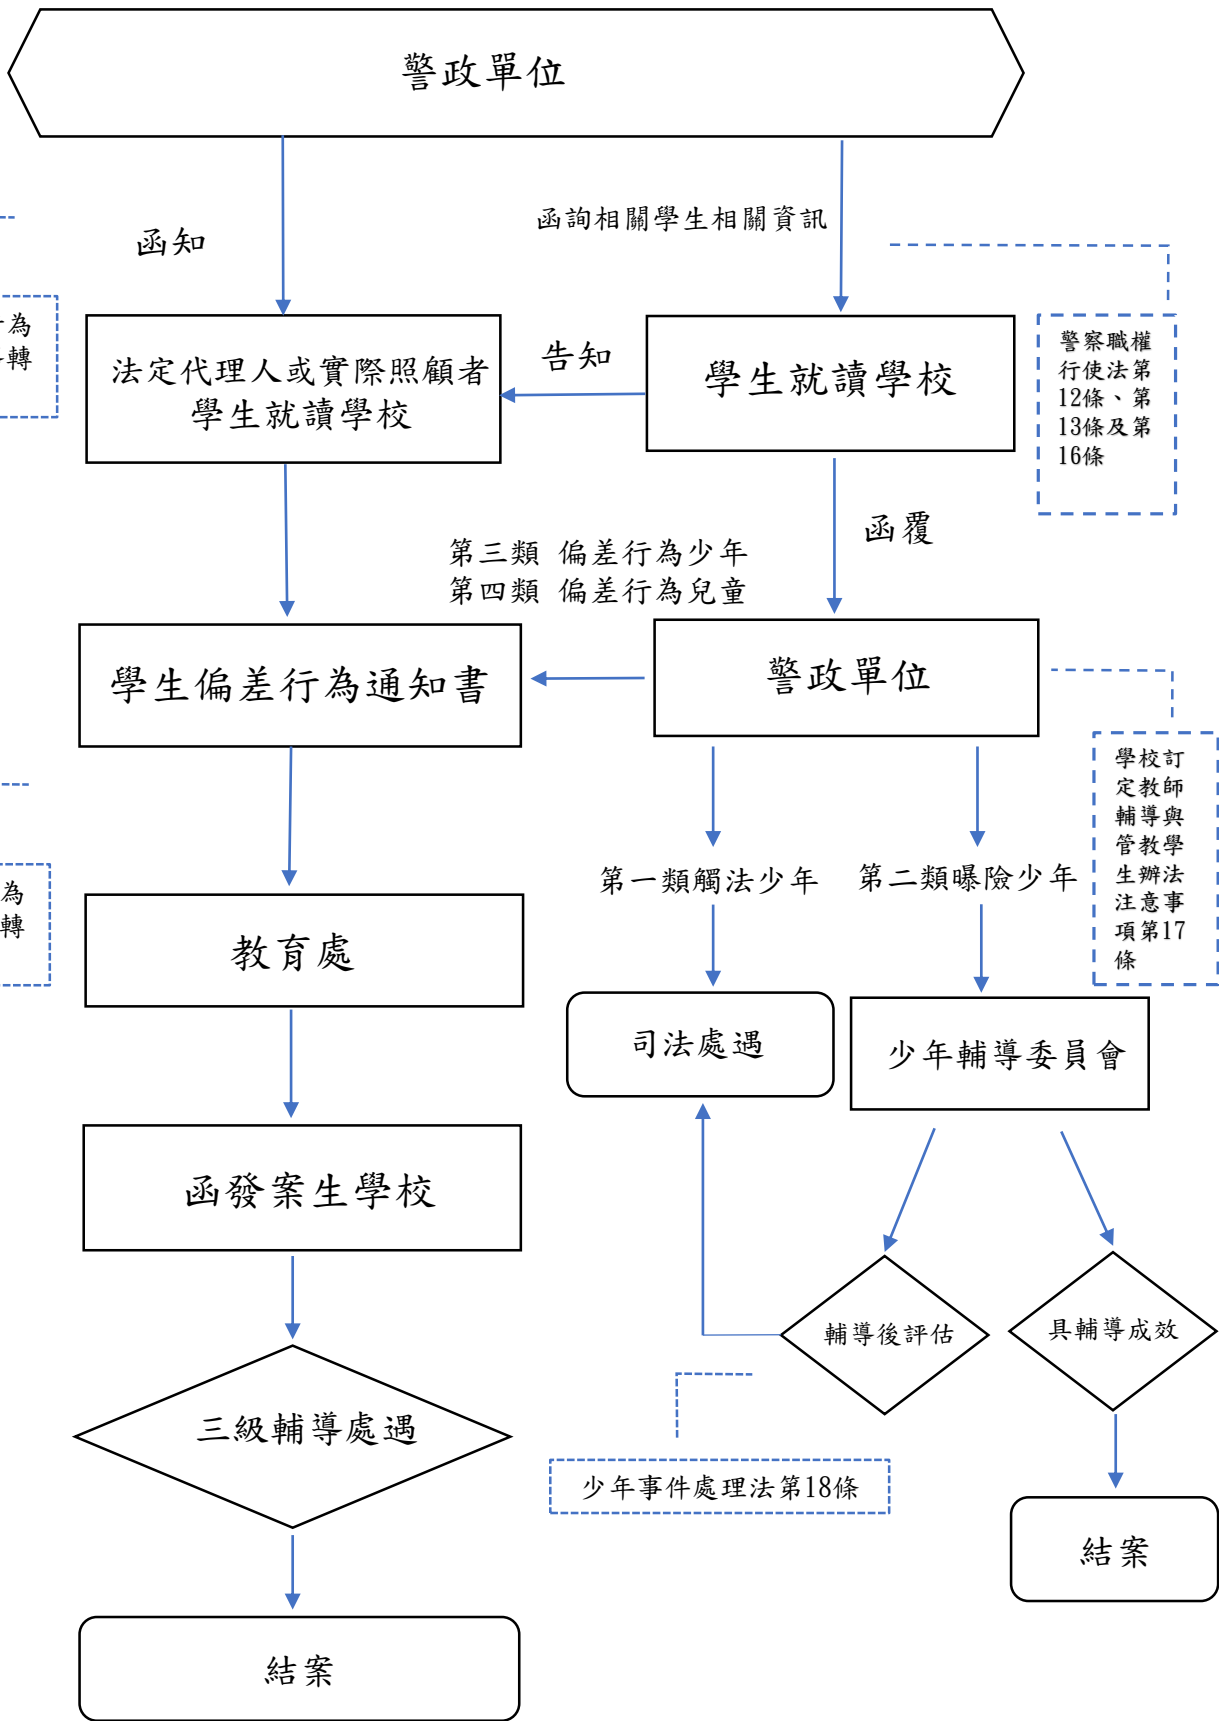 警政單位
函知
函詢相關學生相關資訊
為
轉
法定代理人或實際照顧者
學生就讀學校
告知
學生就讀學校
警察職權
行使法第
12條、第
13條及第
16條
函覆
第三類 偏差行為少年
第四類 偏差行為兒童
學生偏差行為通知書
警政單位
學校訂
定教師
輔導與
管教學
生辦法
注意事
項第17
條
第一類觸法少年
第二類曝險少年
為
轉
教育處
司法處遇
少年輔導委員會
函發案生學校
輔導後評估
具輔導成效
三級輔導處遇
少年事件處理法第18條
結案
結案